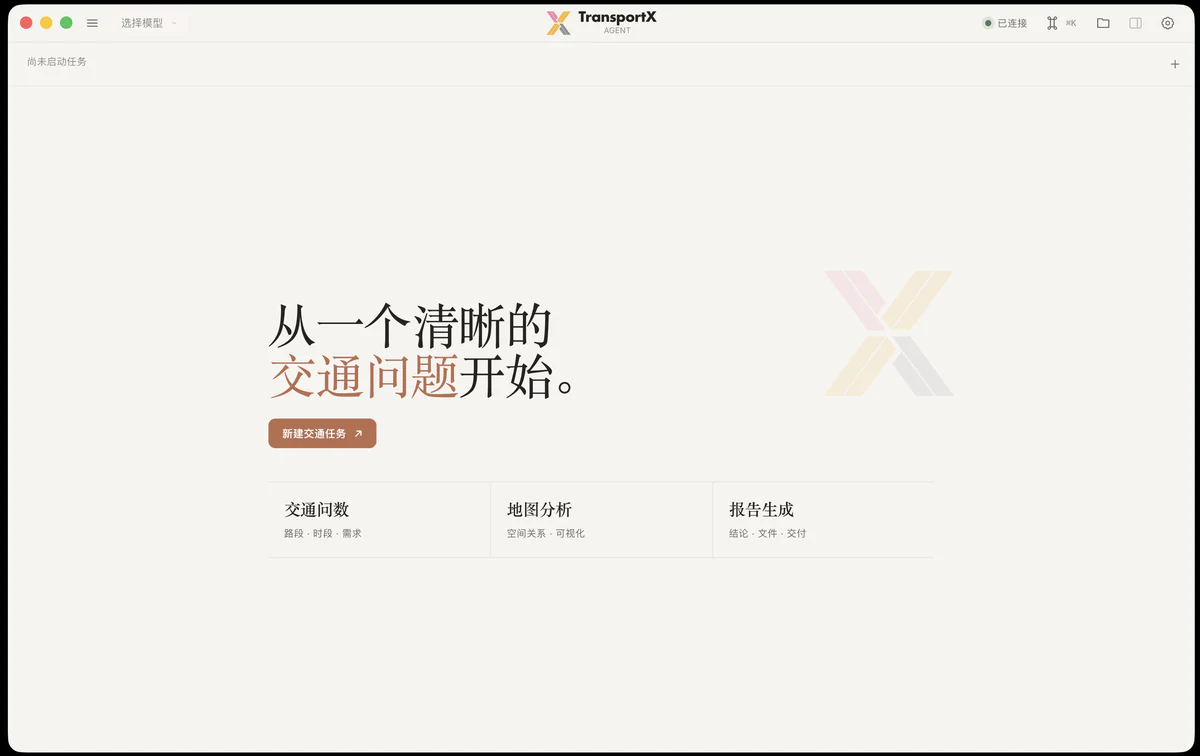 选择模型
TransportX
AGENT
已连接
⌘K
尚未启动任务
从一个清晰的
交通问题开始。
新建交通任务
交通问数
路段 · 时段 · 需求
地图分析
空间关系 · 可视化
报告生成
结论 · 文件 · 交付